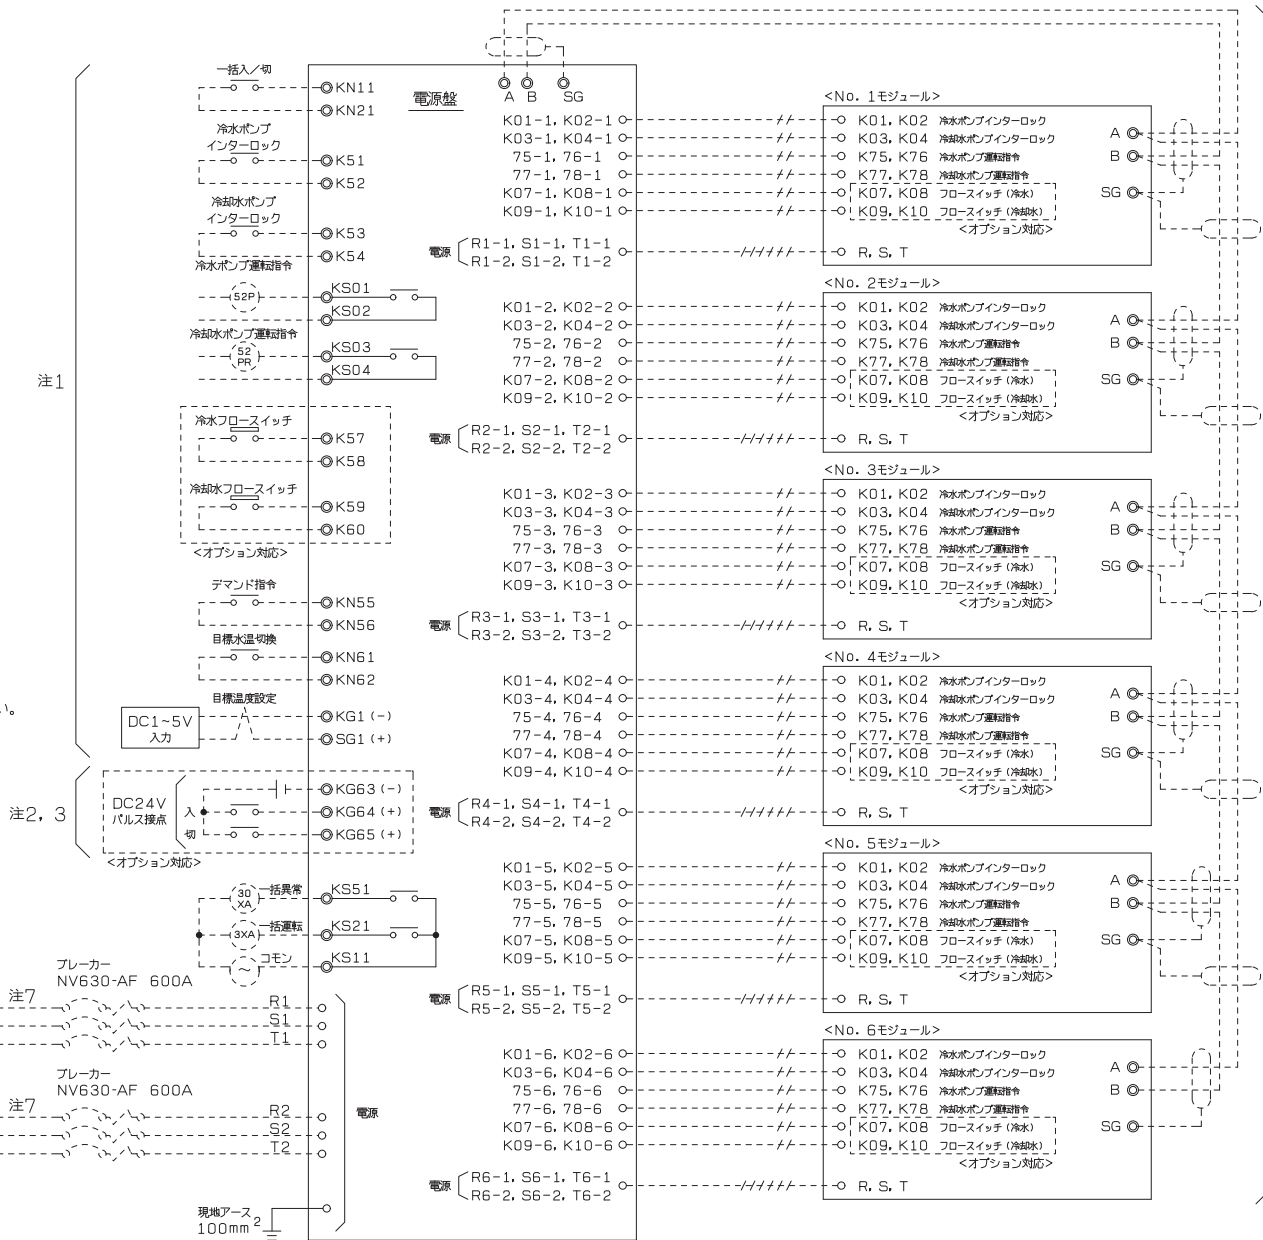 一括入／切
KN11
KN21
冷水ポンプ
インターロック
K51
K52
冷却水ポンプ
インターロック
K53
K54
冷水ポンプ運転指令
52P
KS01
KS02
冷却水ポンプ運転指令
52
PR
KS03
KS04
注1
冷水フロースイッチ
K57
K58
冷却水フロースイッチ
K59
K60
<オプション対応>
デマンド指令
KN55
KN56
目標水温切換
KN61
KN62
い。
目標温度設定
DC1~5V
入力
KG1 (-)
SG1 (+)
注2, 3
DC24V
パルス接点
入
切
KG63 (-)
KG64 (+)
KG65 (+)
<オプション対応>
30
XA
一括異常
KS51
3XA
一括運転
KS21
~
コモン
KS11
ブレーカー
NV630-AF 600A
注7
R1
S1
T1
ブレーカー
NV630-AF 600A
注7
R2
S2
T2
電源
現地アース
100mm²
電源盤
A B SG
K01-1, K02-1
K03-1, K04-1
75-1, 76-1
77-1, 78-1
K07-1, K08-1
K09-1, K10-1
電源
R1-1, S1-1, T1-1
R1-2, S1-2, T1-2
<No. 1モジュール>
K01, K02 冷水ポンプインターロック
K03, K04 冷却水ポンプインターロック
K75, K76 冷水ポンプ運転指令
K77, K78 冷却水ポンプ運転指令
K07, K08 フロースイッチ (冷水)
K09, K10 フロースイッチ (冷却水)
<オプション対応>
R, S, T
A
B
SG
K01-2, K02-2
K03-2, K04-2
75-2, 76-2
77-2, 78-2
K07-2, K08-2
K09-2, K10-2
電源
R2-1, S2-1, T2-1
R2-2, S2-2, T2-2
<No. 2モジュール>
K01, K02 冷水ポンプインターロック
K03, K04 冷却水ポンプインターロック
K75, K76 冷水ポンプ運転指令
K77, K78 冷却水ポンプ運転指令
K07, K08 フロースイッチ (冷水)
K09, K10 フロースイッチ (冷却水)
<オプション対応>
R, S, T
A
B
SG
K01-3, K02-3
K03-3, K04-3
75-3, 76-3
77-3, 78-3
K07-3, K08-3
K09-3, K10-3
電源
R3-1, S3-1, T3-1
R3-2, S3-2, T3-2
<No. 3モジュール>
K01, K02 冷水ポンプインターロック
K03, K04 冷却水ポンプインターロック
K75, K76 冷水ポンプ運転指令
K77, K78 冷却水ポンプ運転指令
K07, K08 フロースイッチ (冷水)
K09, K10 フロースイッチ (冷却水)
<オプション対応>
R, S, T
A
B
SG
K01-4, K02-4
K03-4, K04-4
75-4, 76-4
77-4, 78-4
K07-4, K08-4
K09-4, K10-4
電源
R4-1, S4-1, T4-1
R4-2, S4-2, T4-2
<No. 4モジュール>
K01, K02 冷水ポンプインターロック
K03, K04 冷却水ポンプインターロック
K75, K76 冷水ポンプ運転指令
K77, K78 冷却水ポンプ運転指令
K07, K08 フロースイッチ (冷水)
K09, K10 フロースイッチ (冷却水)
<オプション対応>
R, S, T
A
B
SG
K01-5, K02-5
K03-5, K04-5
75-5, 76-5
77-5, 78-5
K07-5, K08-5
K09-5, K10-5
電源
R5-1, S5-1, T5-1
R5-2, S5-2, T5-2
<No. 5モジュール>
K01, K02 冷水ポンプインターロック
K03, K04 冷却水ポンプインターロック
K75, K76 冷水ポンプ運転指令
K77, K78 冷却水ポンプ運転指令
K07, K08 フロースイッチ (冷水)
K09, K10 フロースイッチ (冷却水)
<オプション対応>
R, S, T
A
B
SG
K01-6, K02-6
K03-6, K04-6
75-6, 76-6
77-6, 78-6
K07-6, K08-6
K09-6, K10-6
電源
R6-1, S6-1, T6-1
R6-2, S6-2, T6-2
<No. 6モジュール>
K01, K02 冷水ポンプインターロック
K03, K04 冷却水ポンプインターロック
K75, K76 冷水ポンプ運転指令
K77, K78 冷却水ポンプ運転指令
K07, K08 フロースイッチ (冷水)
K09, K10 フロースイッチ (冷却水)
<オプション対応>
R, S, T
A
B
SG